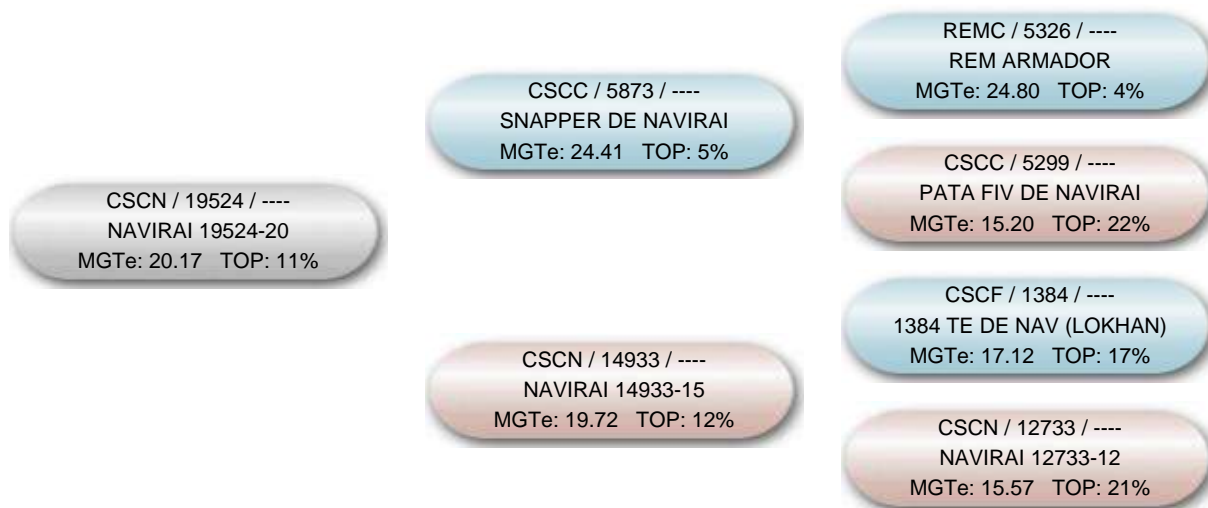 REMC / 5326 / ----
REM ARMADOR
MGTe: 24.80 TOP: 4%
CSCC / 5873 / ----
SNAPPER DE NAVIRAI
MGTe: 24.41 TOP: 5%
CSCC / 5299 / ----
PATA FIV DE NAVIRAI
MGTe: 15.20 TOP: 22%
CSCN / 19524 / ----
NAVIRAI 19524-20
MGTe: 20.17 TOP: 11%
CSCF / 1384 / ----
1384 TE DE NAV (LOKHAN)
MGTe: 17.12 TOP: 17%
CSCN / 14933 / ----
NAVIRAI 14933-15
MGTe: 19.72 TOP: 12%
CSCN / 12733 / ----
NAVIRAI 12733-12
MGTe: 15.57 TOP: 21%